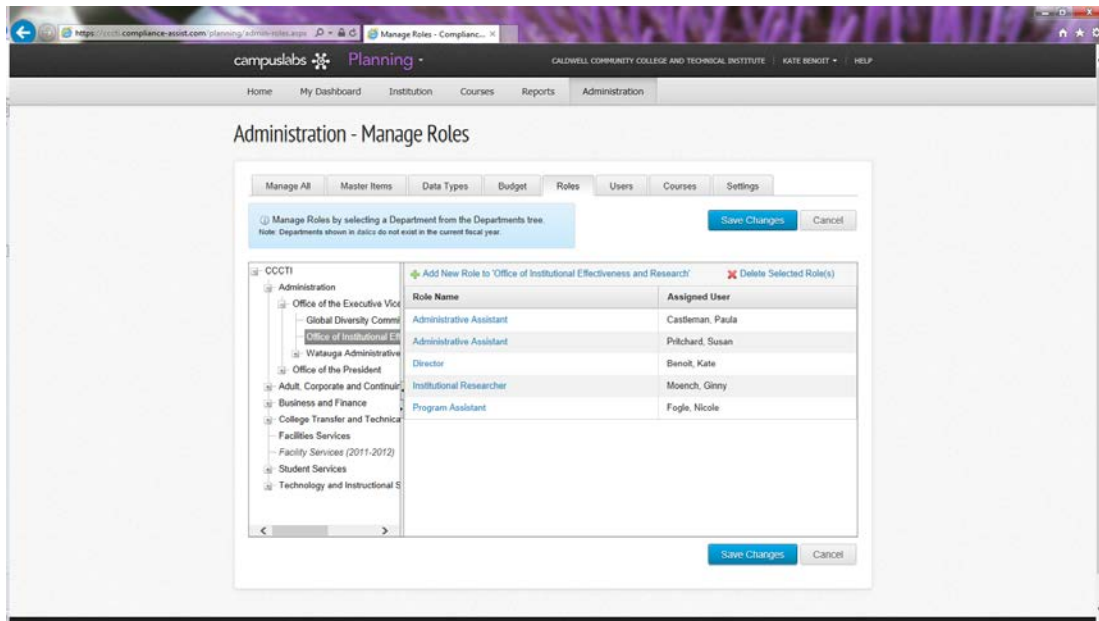 https://cccti.compliance-assist.com/planning/admin-roles.aspx
Manage Roles - Complianc...
campuslabs Planning
CALDWELL COMMUNITY COLLEGE AND TECHNICAL INSTITUTE KATE BENOIT HELP
Home My Dashboard Institution Courses Reports Administration
Administration - Manage Roles
Manage All Master Items Data Types Budget Roles Users Courses Settings
Manage Roles by selecting a Department from the Departments tree.
Note: Departments shown in italics do not exist in the current fiscal year.
Save Changes Cancel
CCCTI
Administration
Office of the Executive Vice
Global Diversity Commi
Office of Institutional Eff
Watauga Administrative
Office of the President
Adult, Corporate and Continuin
Business and Finance
College Transfer and Technica
Facilities Services
Facility Services (2011-2012)
Student Services
Technology and Instructional S
Add New Role to 'Office of Institutional Effectiveness and Research' Delete Selected Role(s)
Role Name Assigned User
Administrative Assistant Castleman, Paula
Administrative Assistant Pritchard, Susan
Director Benoit, Kate
Institutional Researcher Moench, Ginny
Program Assistant Fogle, Nicole
Save Changes Cancel